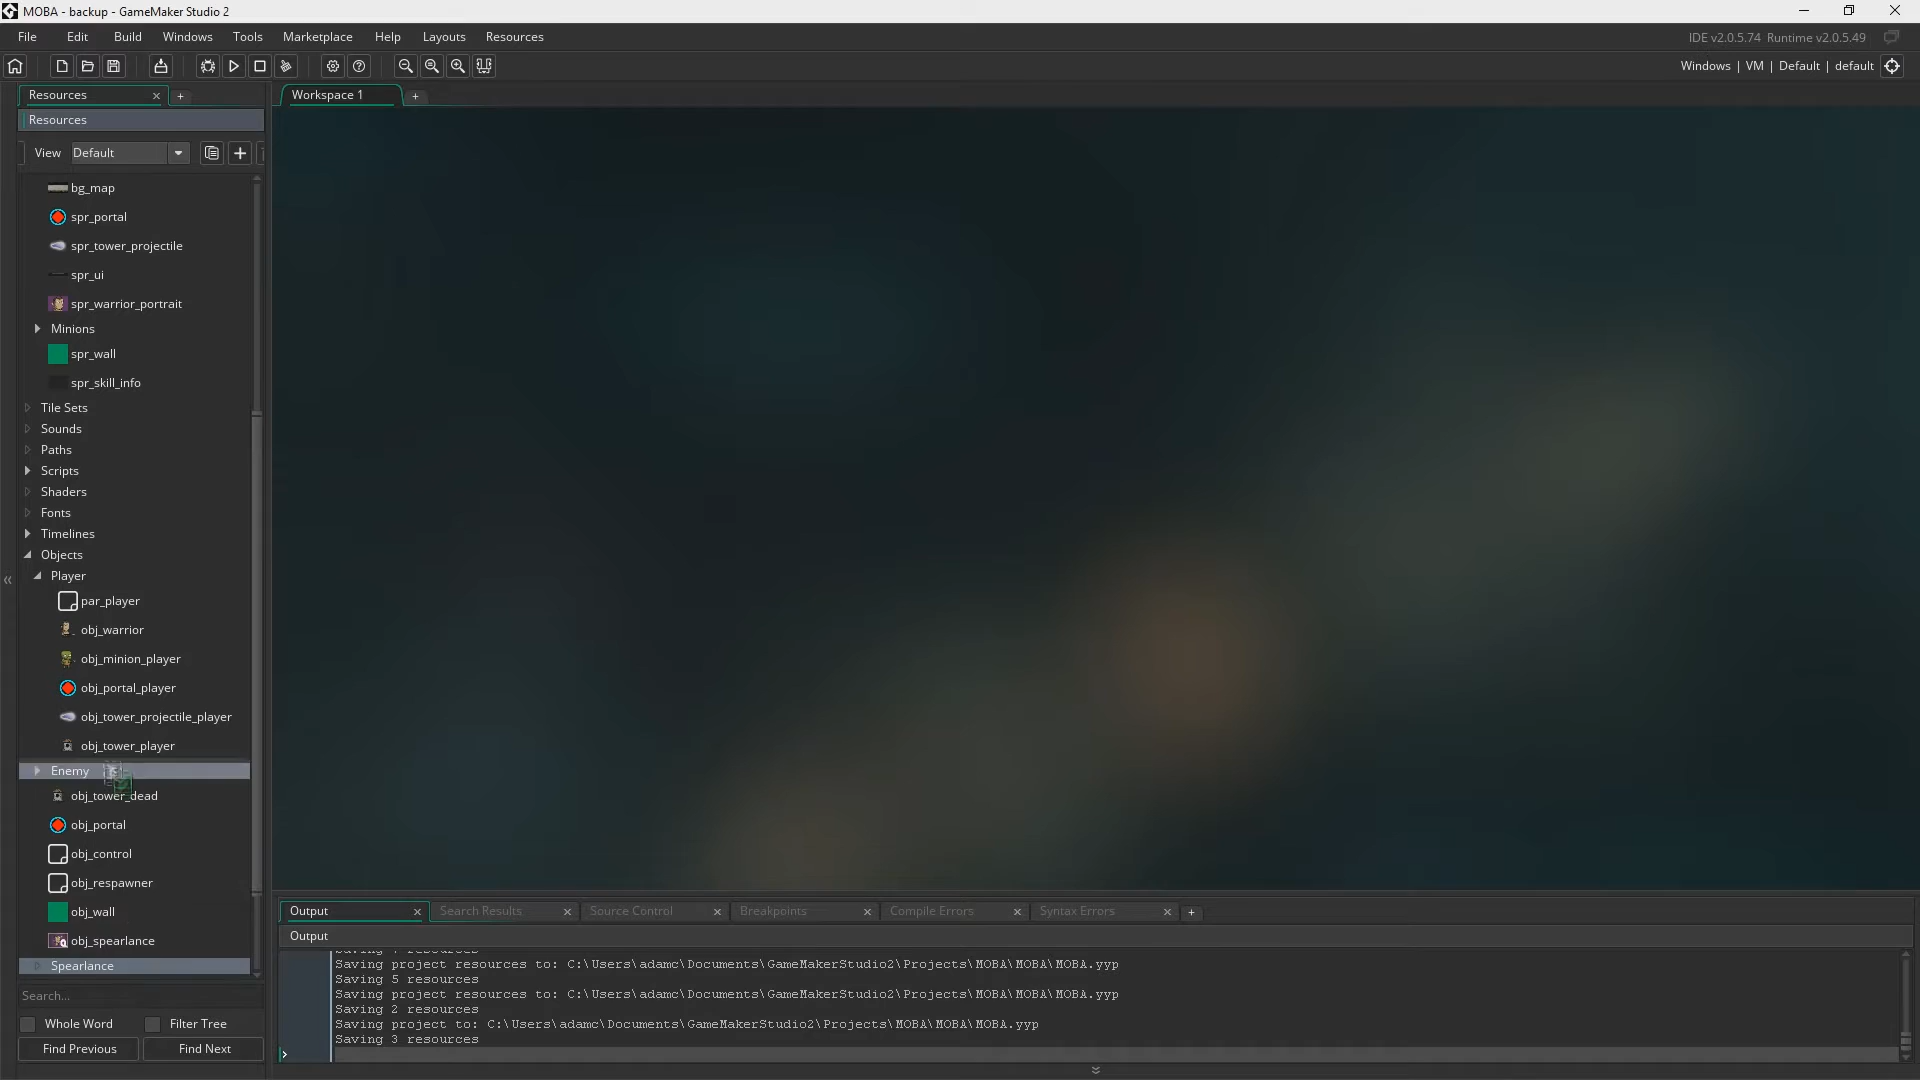 MOBA - backup - GameMaker Studio 2
File Edit Build Windows Tools Marketplace Help Layouts Resources
IDE v2.0.5.74 Runtime v2.0.5.49
Windows | VM | Default | default
Resources
Workspace 1
Resources
View Default
bg_map
spr_portal
spr_tower_projectile
spr_ui
spr_warrior_portrait
Minions
spr_wall
spr_skill_info
Tile Sets
Sounds
Paths
Scripts
Shaders
Fonts
Timelines
Objects
Player
par_player
obj_warrior
obj_minion_player
obj_portal_player
obj_tower_projectile_player
obj_tower_player
Enemy
obj_tower_dead
obj_portal
obj_control
obj_respawner
obj_wall
obj_spearlance
Spearlance
Search...
Whole Word Filter Tree
Find Previous Find Next
Output Search Results Source Control Breakpoints Compile Errors Syntax Errors
Output
Saving project resources to: C:\Users\adamc\Documents\GameMakerStudio2\Projects\MOBA\MOBA\MOBA.yyp
Saving 5 resources
Saving project resources to: C:\Users\adamc\Documents\GameMakerStudio2\Projects\MOBA\MOBA\MOBA.yyp
Saving 2 resources
Saving project to: C:\Users\adamc\Documents\GameMakerStudio2\Projects\MOBA\MOBA\MOBA.yyp
Saving 3 resources